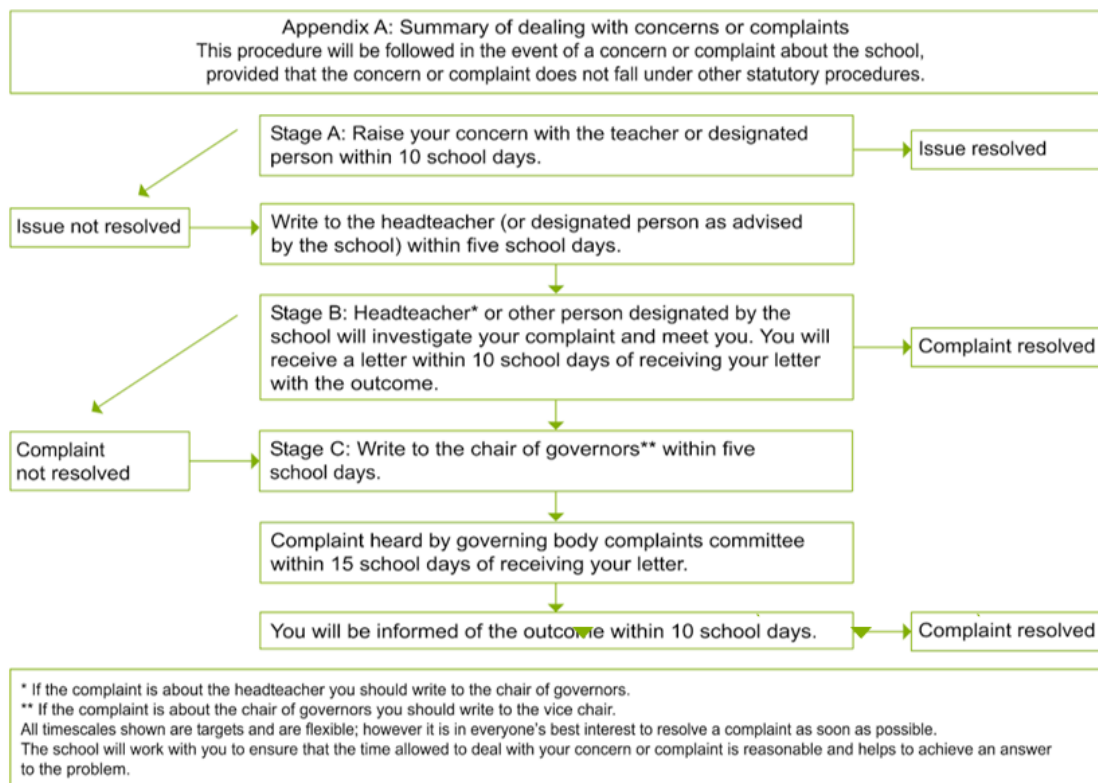 Appendix A: Summary of dealing with concerns or complaints
This procedure will be followed in the event of a concern or complaint about the school,
provided that the concern or complaint does not fall under other statutory procedures.
Stage A: Raise your concern with the teacher or designated
person within 10 school days.
Issue resolved
Issue not resolved
Write to the headteacher (or designated person as advised
by the school) within five school days.
Stage B: Headteacher* or other person designated by the
school will investigate your complaint and meet you. You will
receive a letter within 10 school days of receiving your letter
with the outcome.
Complaint resolved
Complaint
not resolved
Stage C: Write to the chair of governors** within five
school days.
Complaint heard by governing body complaints committee
within 15 school days of receiving your letter.
You will be informed of the outcome within 10 school days.
Complaint resolved
* If the complaint is about the headteacher you should write to the chair of governors.
** If the complaint is about the chair of governors you should write to the vice chair.
All timescales shown are targets and are flexible; however it is in everyone's best interest to resolve a complaint as soon as possible.
The school will work with you to ensure that the time allowed to deal with your concern or complaint is reasonable and helps to achieve an answer
to the problem.